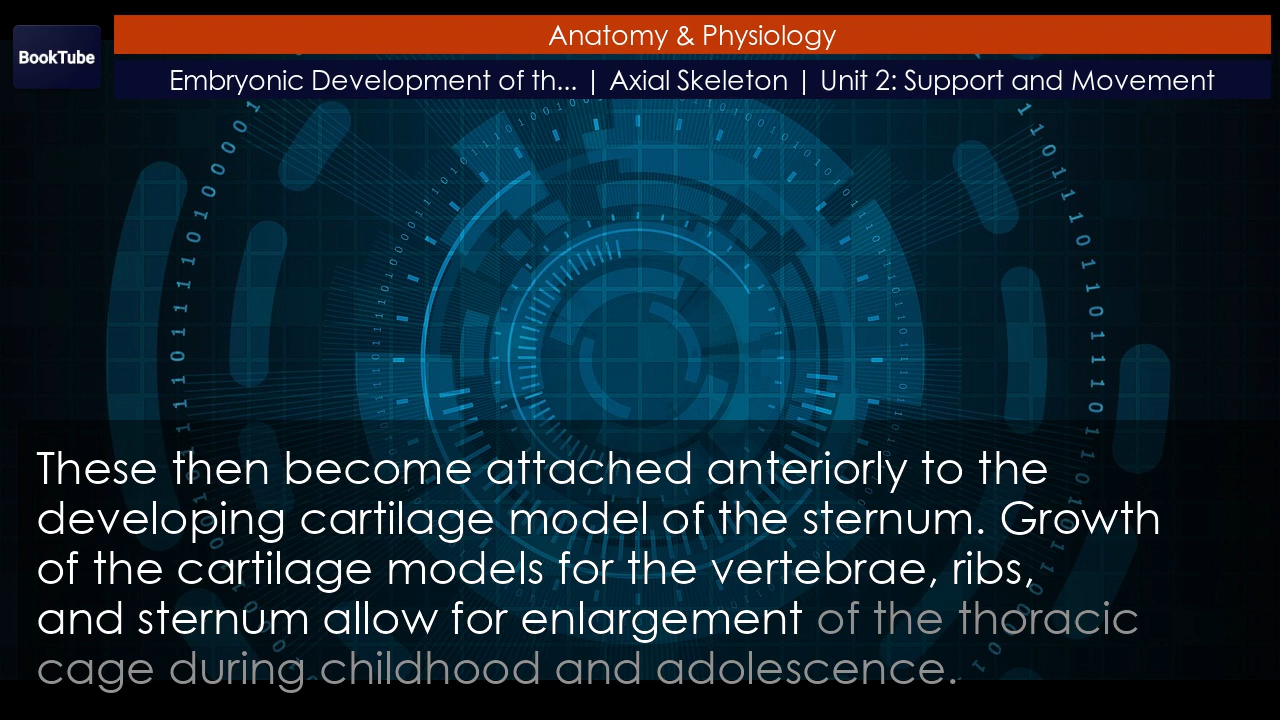 BookTube
Anatomy & Physiology
Embryonic Development of th... | Axial Skeleton | Unit 2: Support and Movement
These then become attached anteriorly to the
developing cartilage model of the sternum. Growth
of the cartilage models for the vertebrae, ribs,
and sternum allow for enlargement of the thoracic
cage during childhood and adolescence.